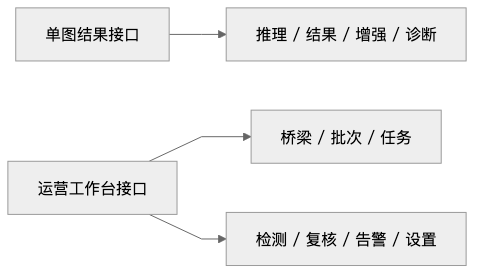 单图结果接口
推理 / 结果 / 增强 / 诊断
桥梁 / 批次 / 任务
运营工作台接口
检测 / 复核 / 告警 / 设置